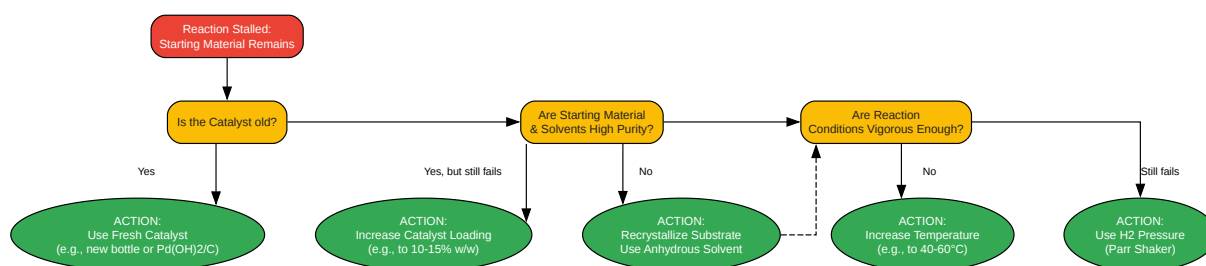 Reaction Stalled:
Starting Material Remains
Is the Catalyst old?
Are Starting Material
& Solvents High Purity?
Are Reaction
Conditions Vigorous Enough?
Yes
Yes, but still fails
No
No
Still fails
ACTION:
Use Fresh Catalyst
(e.g., new bottle or Pd(OH)2/C)
ACTION:
Increase Catalyst Loading
(e.g., to 10-15% w/w)
ACTION:
Recrystallize Substrate
Use Anhydrous Solvent
ACTION:
Increase Temperature
(e.g., to 40-60°C)
ACTION:
Use H2 Pressure
(Parr Shaker)